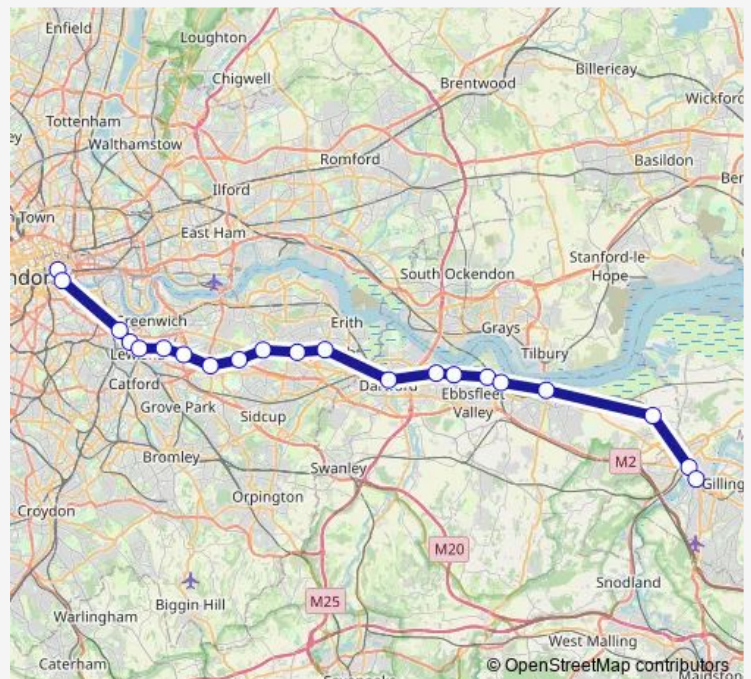 Enfield
Loughton
Chigwell
Brentwood
Billericay
Wickford
Tottenham
Walthamstow
Romford
Basildon
Ilford
Town
East Ham
Stanford-le-
Hope
South Ockendon
Greenwich
Erith
Grays
Tilbury
Catford
Ebbsfleet
Valley
Grove Park
Sidcup
Bromley
Swanley
M2
Orpington
Croydon
M20
Snodland
M25
Biggin Hill
Warlingham
West Malling
Caterham
© OpenStreetMap contributors